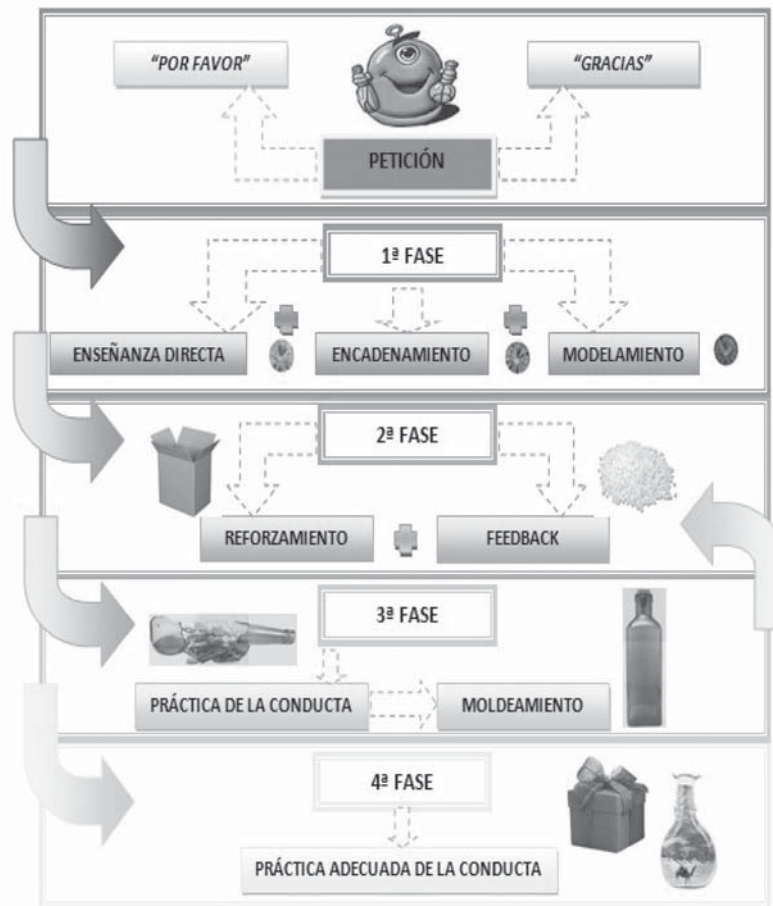 "POR FAVOR"
"GRACIAS"
PETICIÓN
1ª FASE
ENSEÑANZA DIRECTA
ENCADENAMIENTO
MODELAMIENTO
2ª FASE
REFORZAMIENTO
FEEDBACK
3ª FASE
PRÁCTICA DE LA CONDUCTA
MOLDEAMIENTO
4ª FASE
PRÁCTICA ADECUADA DE LA CONDUCTA